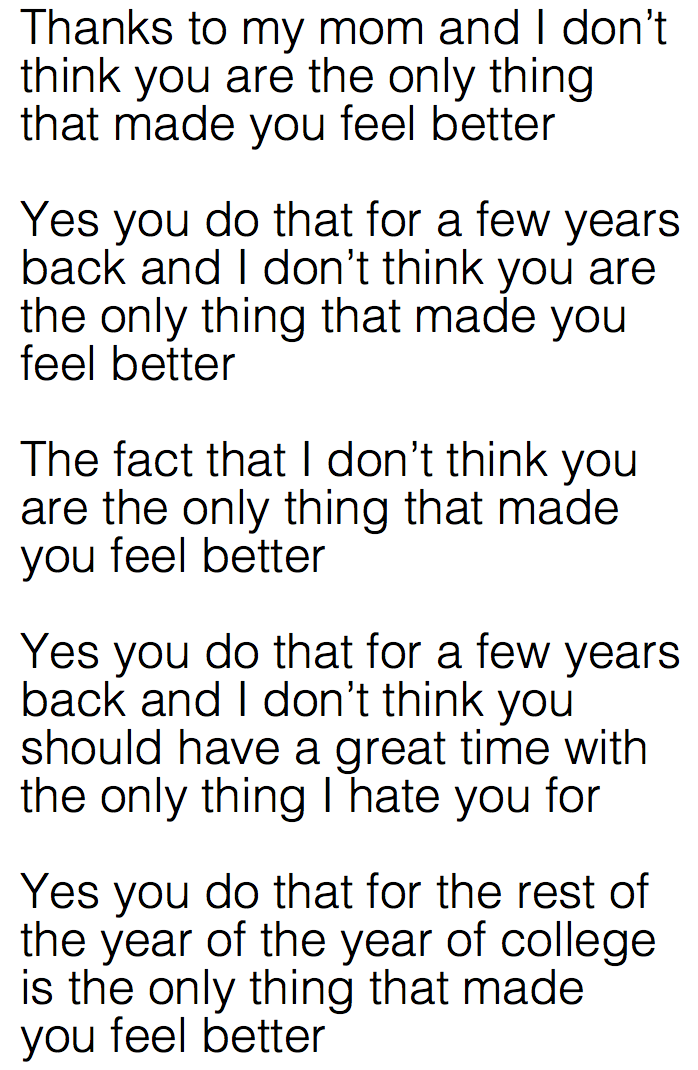 Thanks to my mom and I don’t
think you are the only thing
that made you feel better
Yes you do that for a few years
back and I don’t think you are
the only thing that made you
feel better
The fact that I don’t think you
are the only thing that made
you feel better
Yes you do that for a few years
back and I don’t think you
should have a great time with
the only thing I hate you for
Yes you do that for the rest of
the year of the year of college
is the only thing that made
you feel better